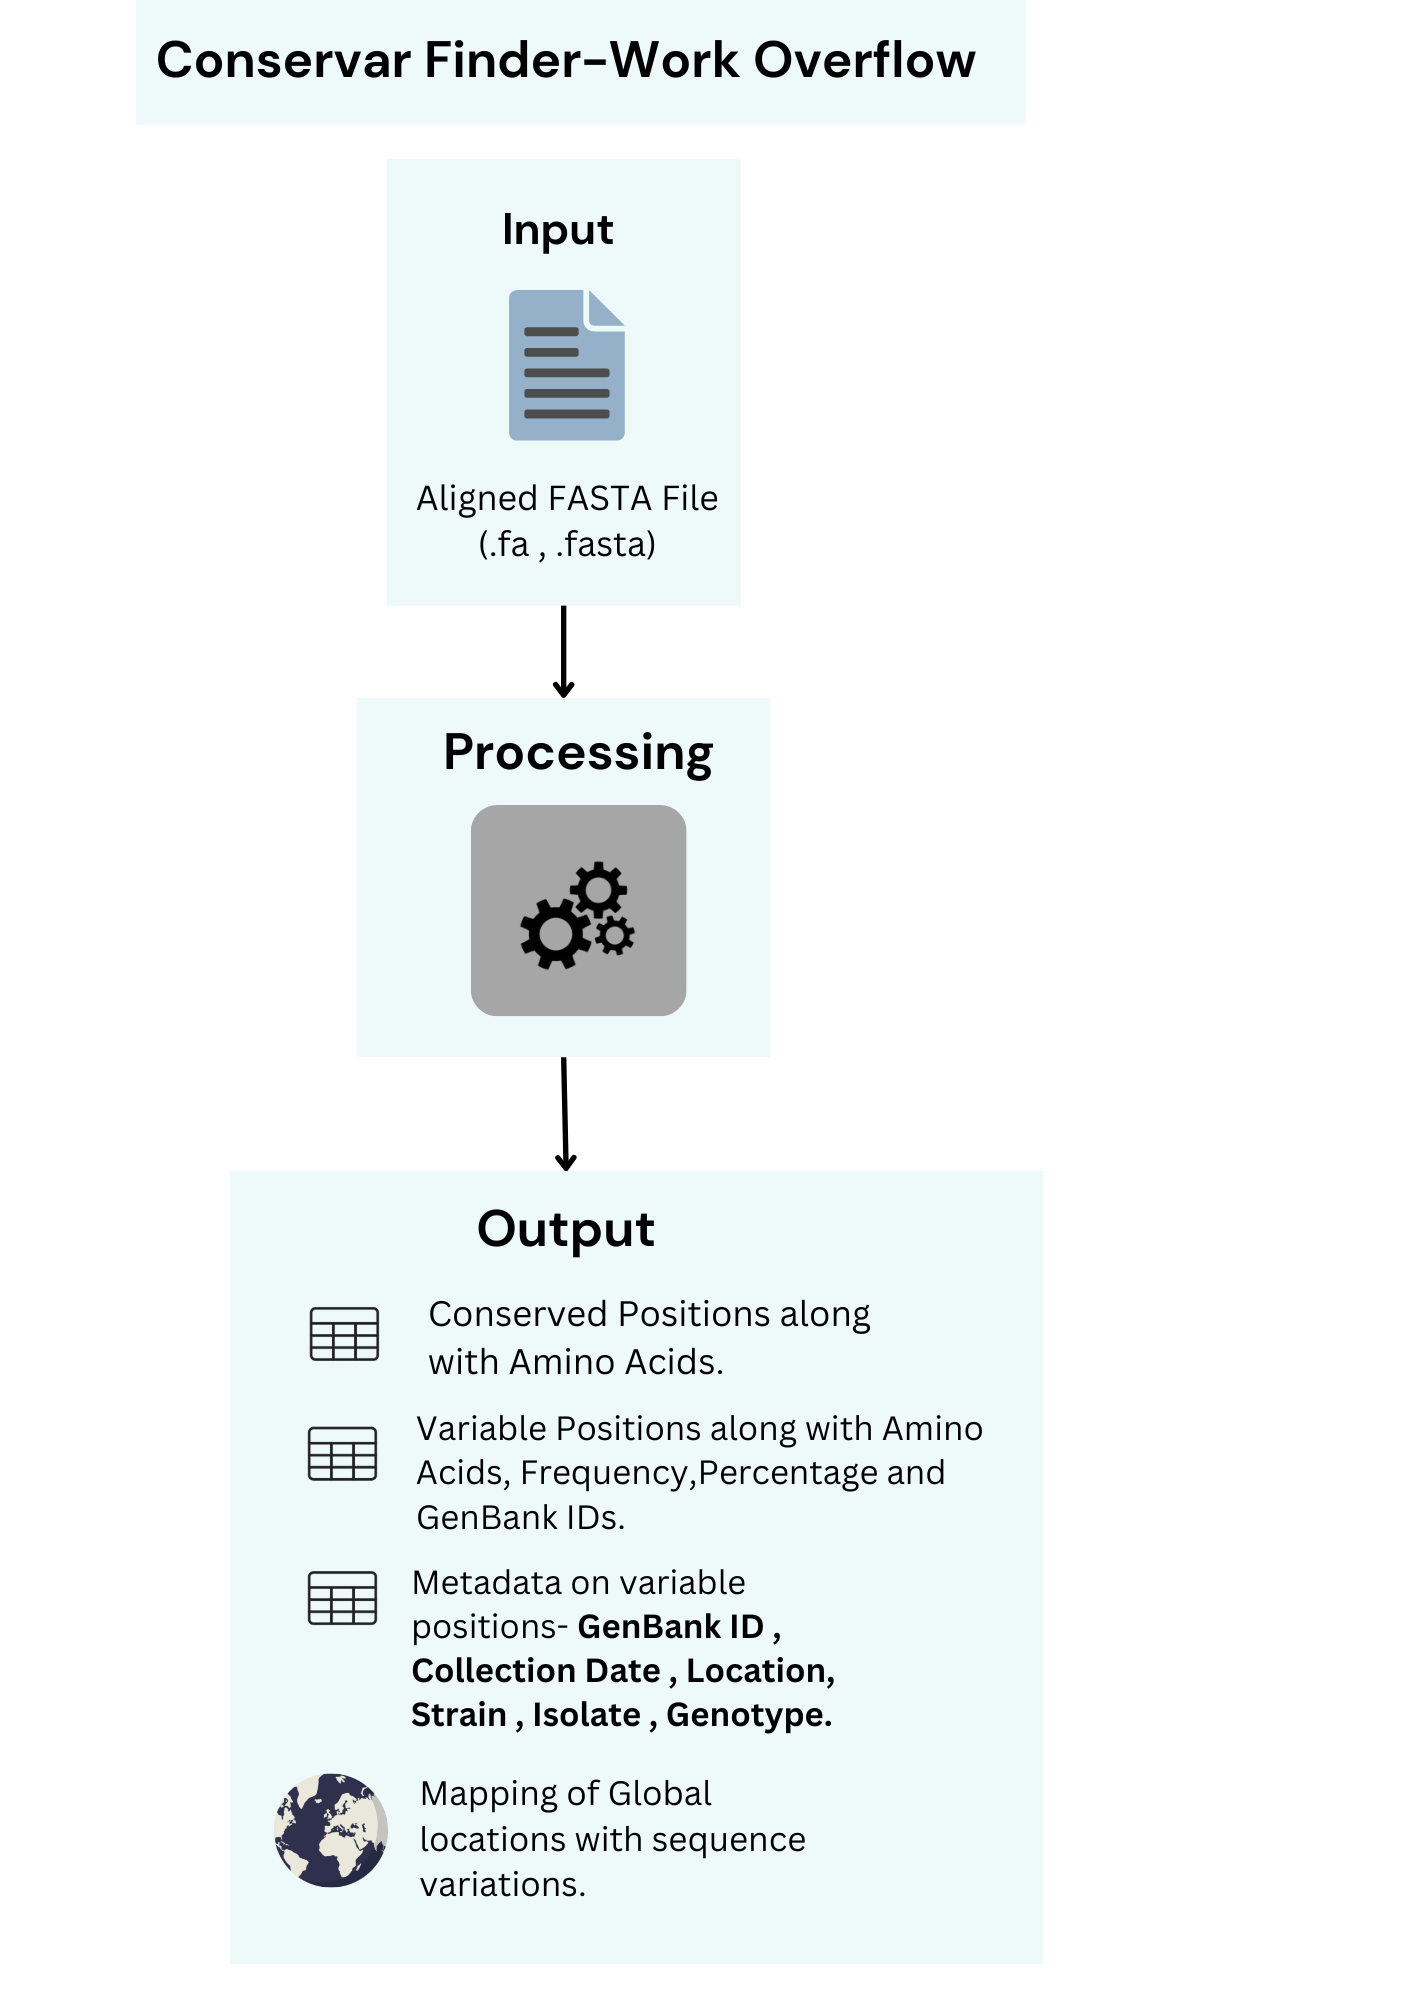 Conservar Finder-Work Overflow
Input
Aligned FASTA File
(.fa , .fasta)
Processing
Output
Conserved Positions along
with Amino Acids.
Variable Positions along with Amino
Acids, Frequency,Percentage and
GenBank IDs.
Metadata on variable
positions- GenBank ID ,
Collection Date , Location,
Strain , Isolate , Genotype.
Mapping of Global
locations with sequence
variations.